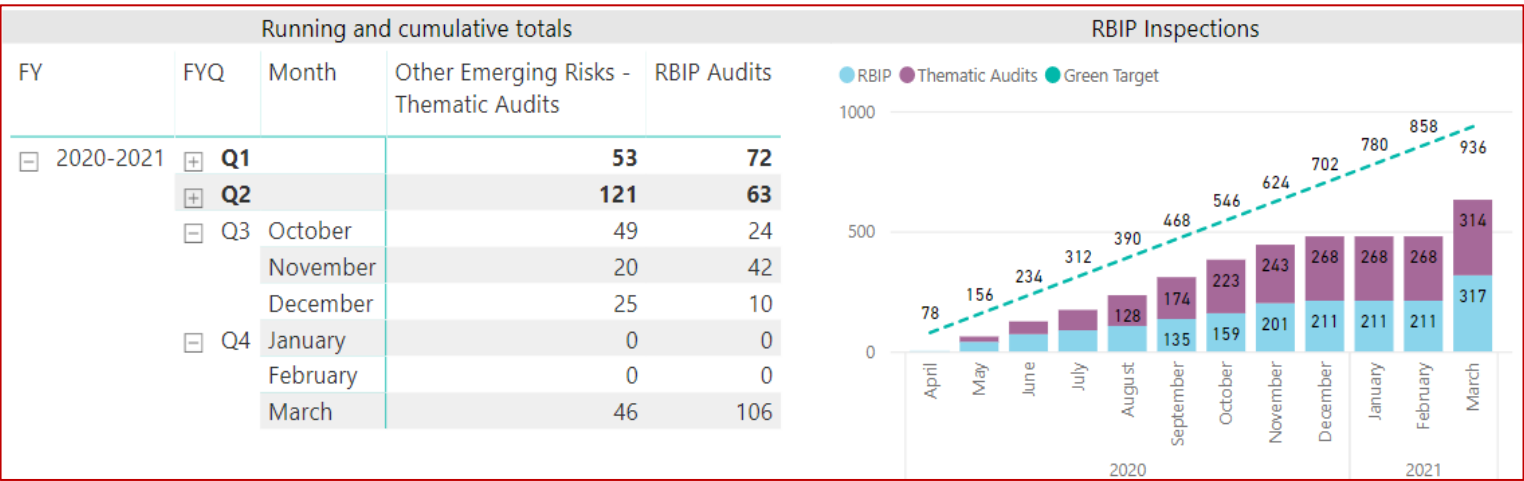 Running and cumulative totals
FY FYQ Month Other Emerging Risks - RBIP Audits
Thematic Audits
2020-2021 Q1 53 72
Q2 121 63
Q3 October 49 24
November 20 42
December 25 10
Q4 January 0 0
February 0 0
March 46 106
RBIP Inspections
RBIP Thematic Audits Green Target
1000
500
0
78 156 234 312 390 468 546 624 702 780 858 936
128 174 223 243 268 268 268 314
135 159 201 211 211 211 317
April May June July August September October November December January February March
2020 2021